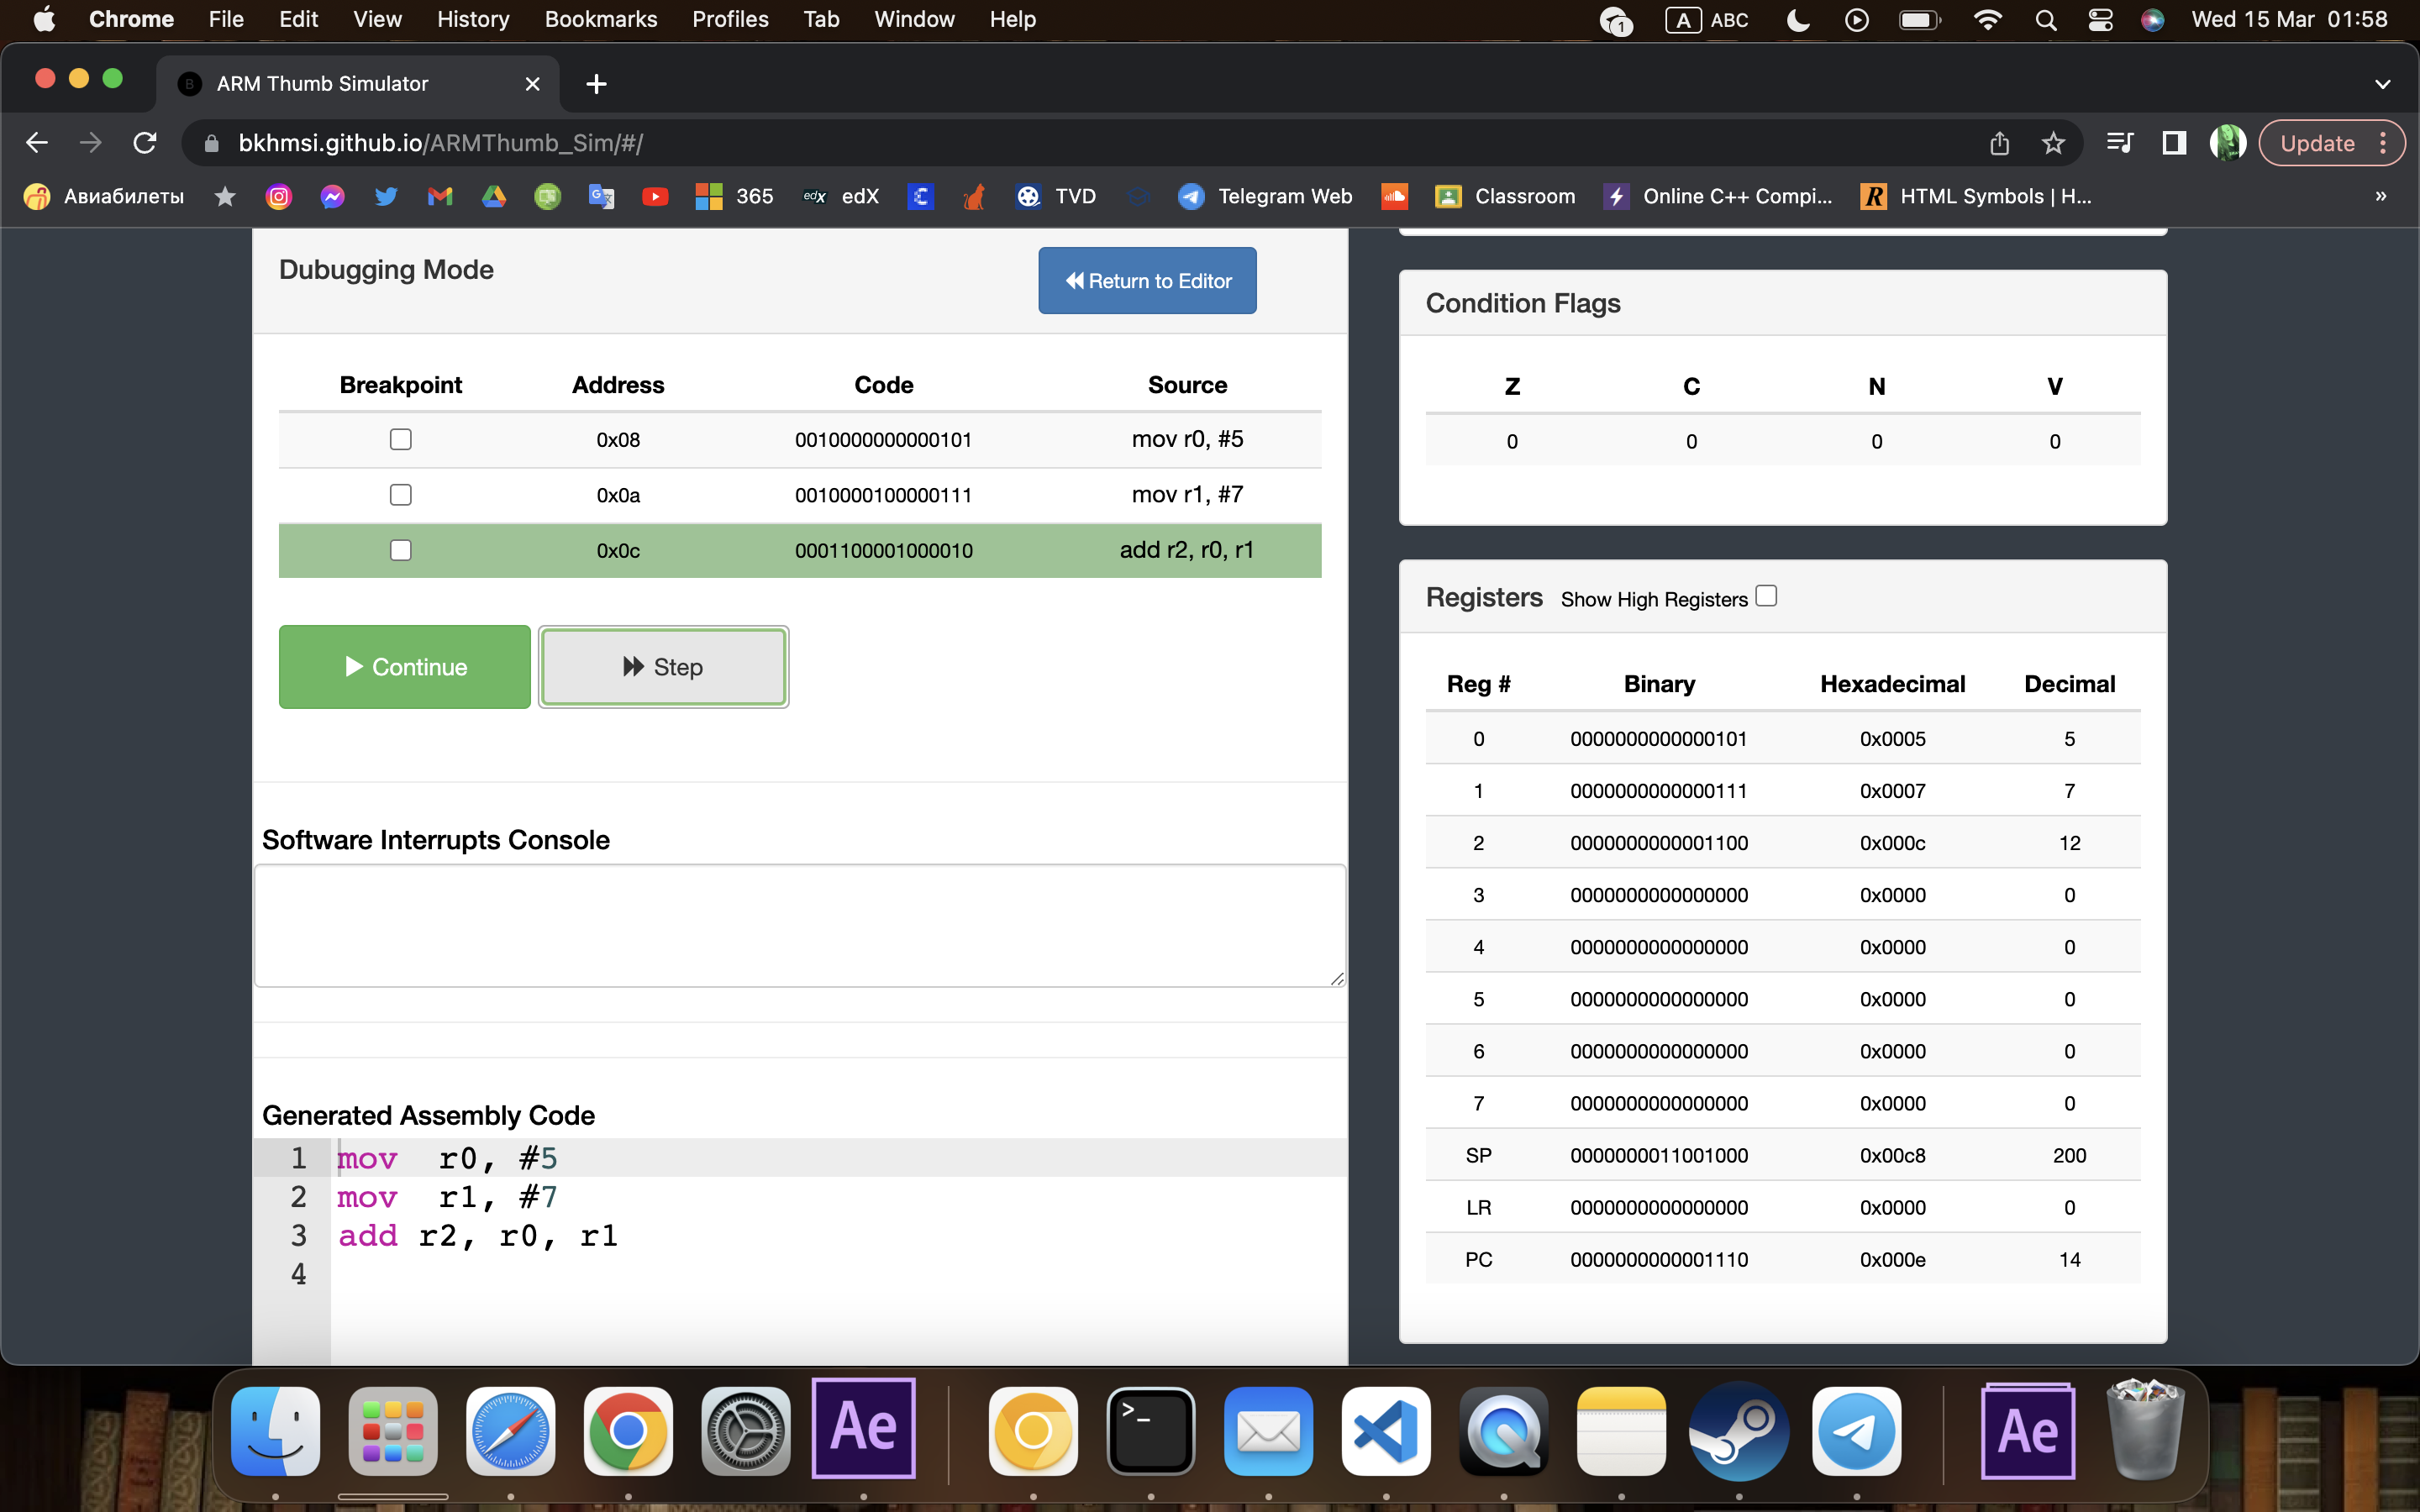 Chrome File Edit View History Bookmarks Profiles Tab Window Help 1 A ABC Wed 15 Mar 01:58
B ARM Thumb Simulator
bkhmsi.github.io/ARMThumb_Sim/#/ Update
Авиабилеты 365 edX edX TVD Telegram Web Classroom Online C++ Compi... R HTML Symbols | H... »
Dubugging Mode
Return to Editor
Breakpoint Address Code Source
0x08 0010000000000101 mov r0, #5
0x0a 0010000100000111 mov r1, #7
0x0c 0001100001000010 add r2, r0, r1
Continue Step
Software Interrupts Console
Generated Assembly Code
1 mov r0, #5
2 mov r1, #7
3 add r2, r0, r1
4
Condition Flags
Z C N V
0 0 0 0
Registers Show High Registers
Reg # Binary Hexadecimal Decimal
0 0000000000000101 0x0005 5
1 0000000000000111 0x0007 7
2 0000000000001100 0x000c 12
3 0000000000000000 0x0000 0
4 0000000000000000 0x0000 0
5 0000000000000000 0x0000 0
6 0000000000000000 0x0000 0
7 0000000000000000 0x0000 0
SP 0000000011001000 0x00c8 200
LR 0000000000000000 0x0000 0
PC 0000000000001110 0x000e 14
Ae >_ Ae